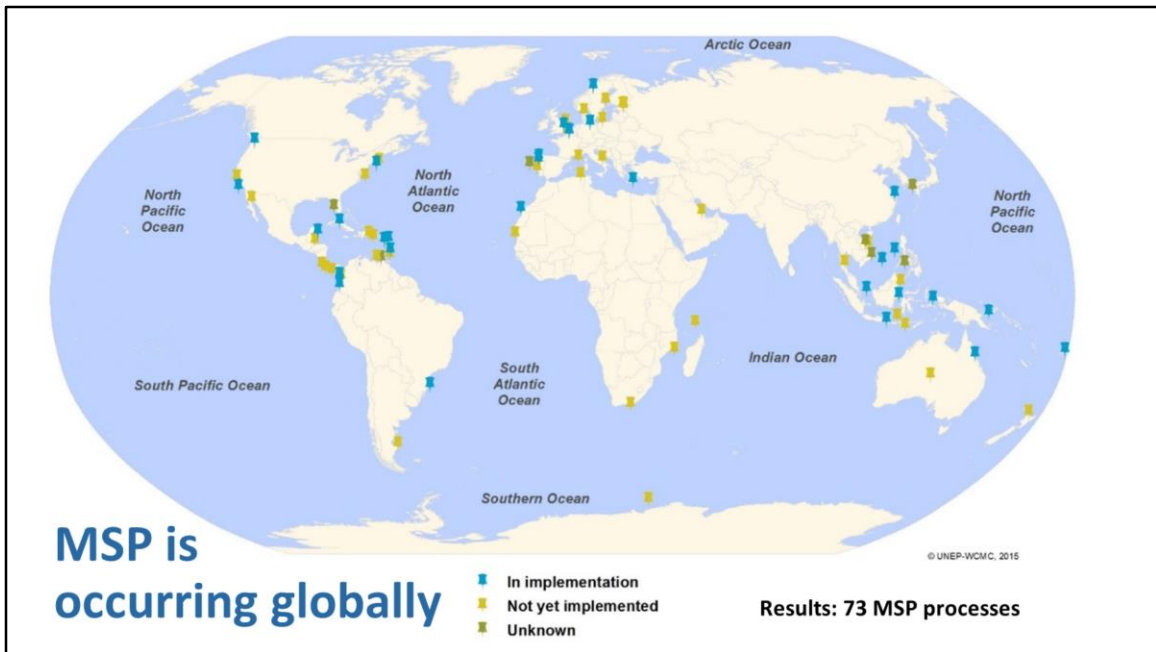 Arctic Ocean
North
Pacific
Ocean
North
Atlantic
Ocean
North
Pacific
Ocean
South Pacific Ocean
South
Atlantic
Ocean
Indian Ocean
Southern Ocean
MSP is
occurring globally
© UNEP-WCMC, 2015
In implementation
Not yet implemented
Unknown
Results: 73 MSP processes